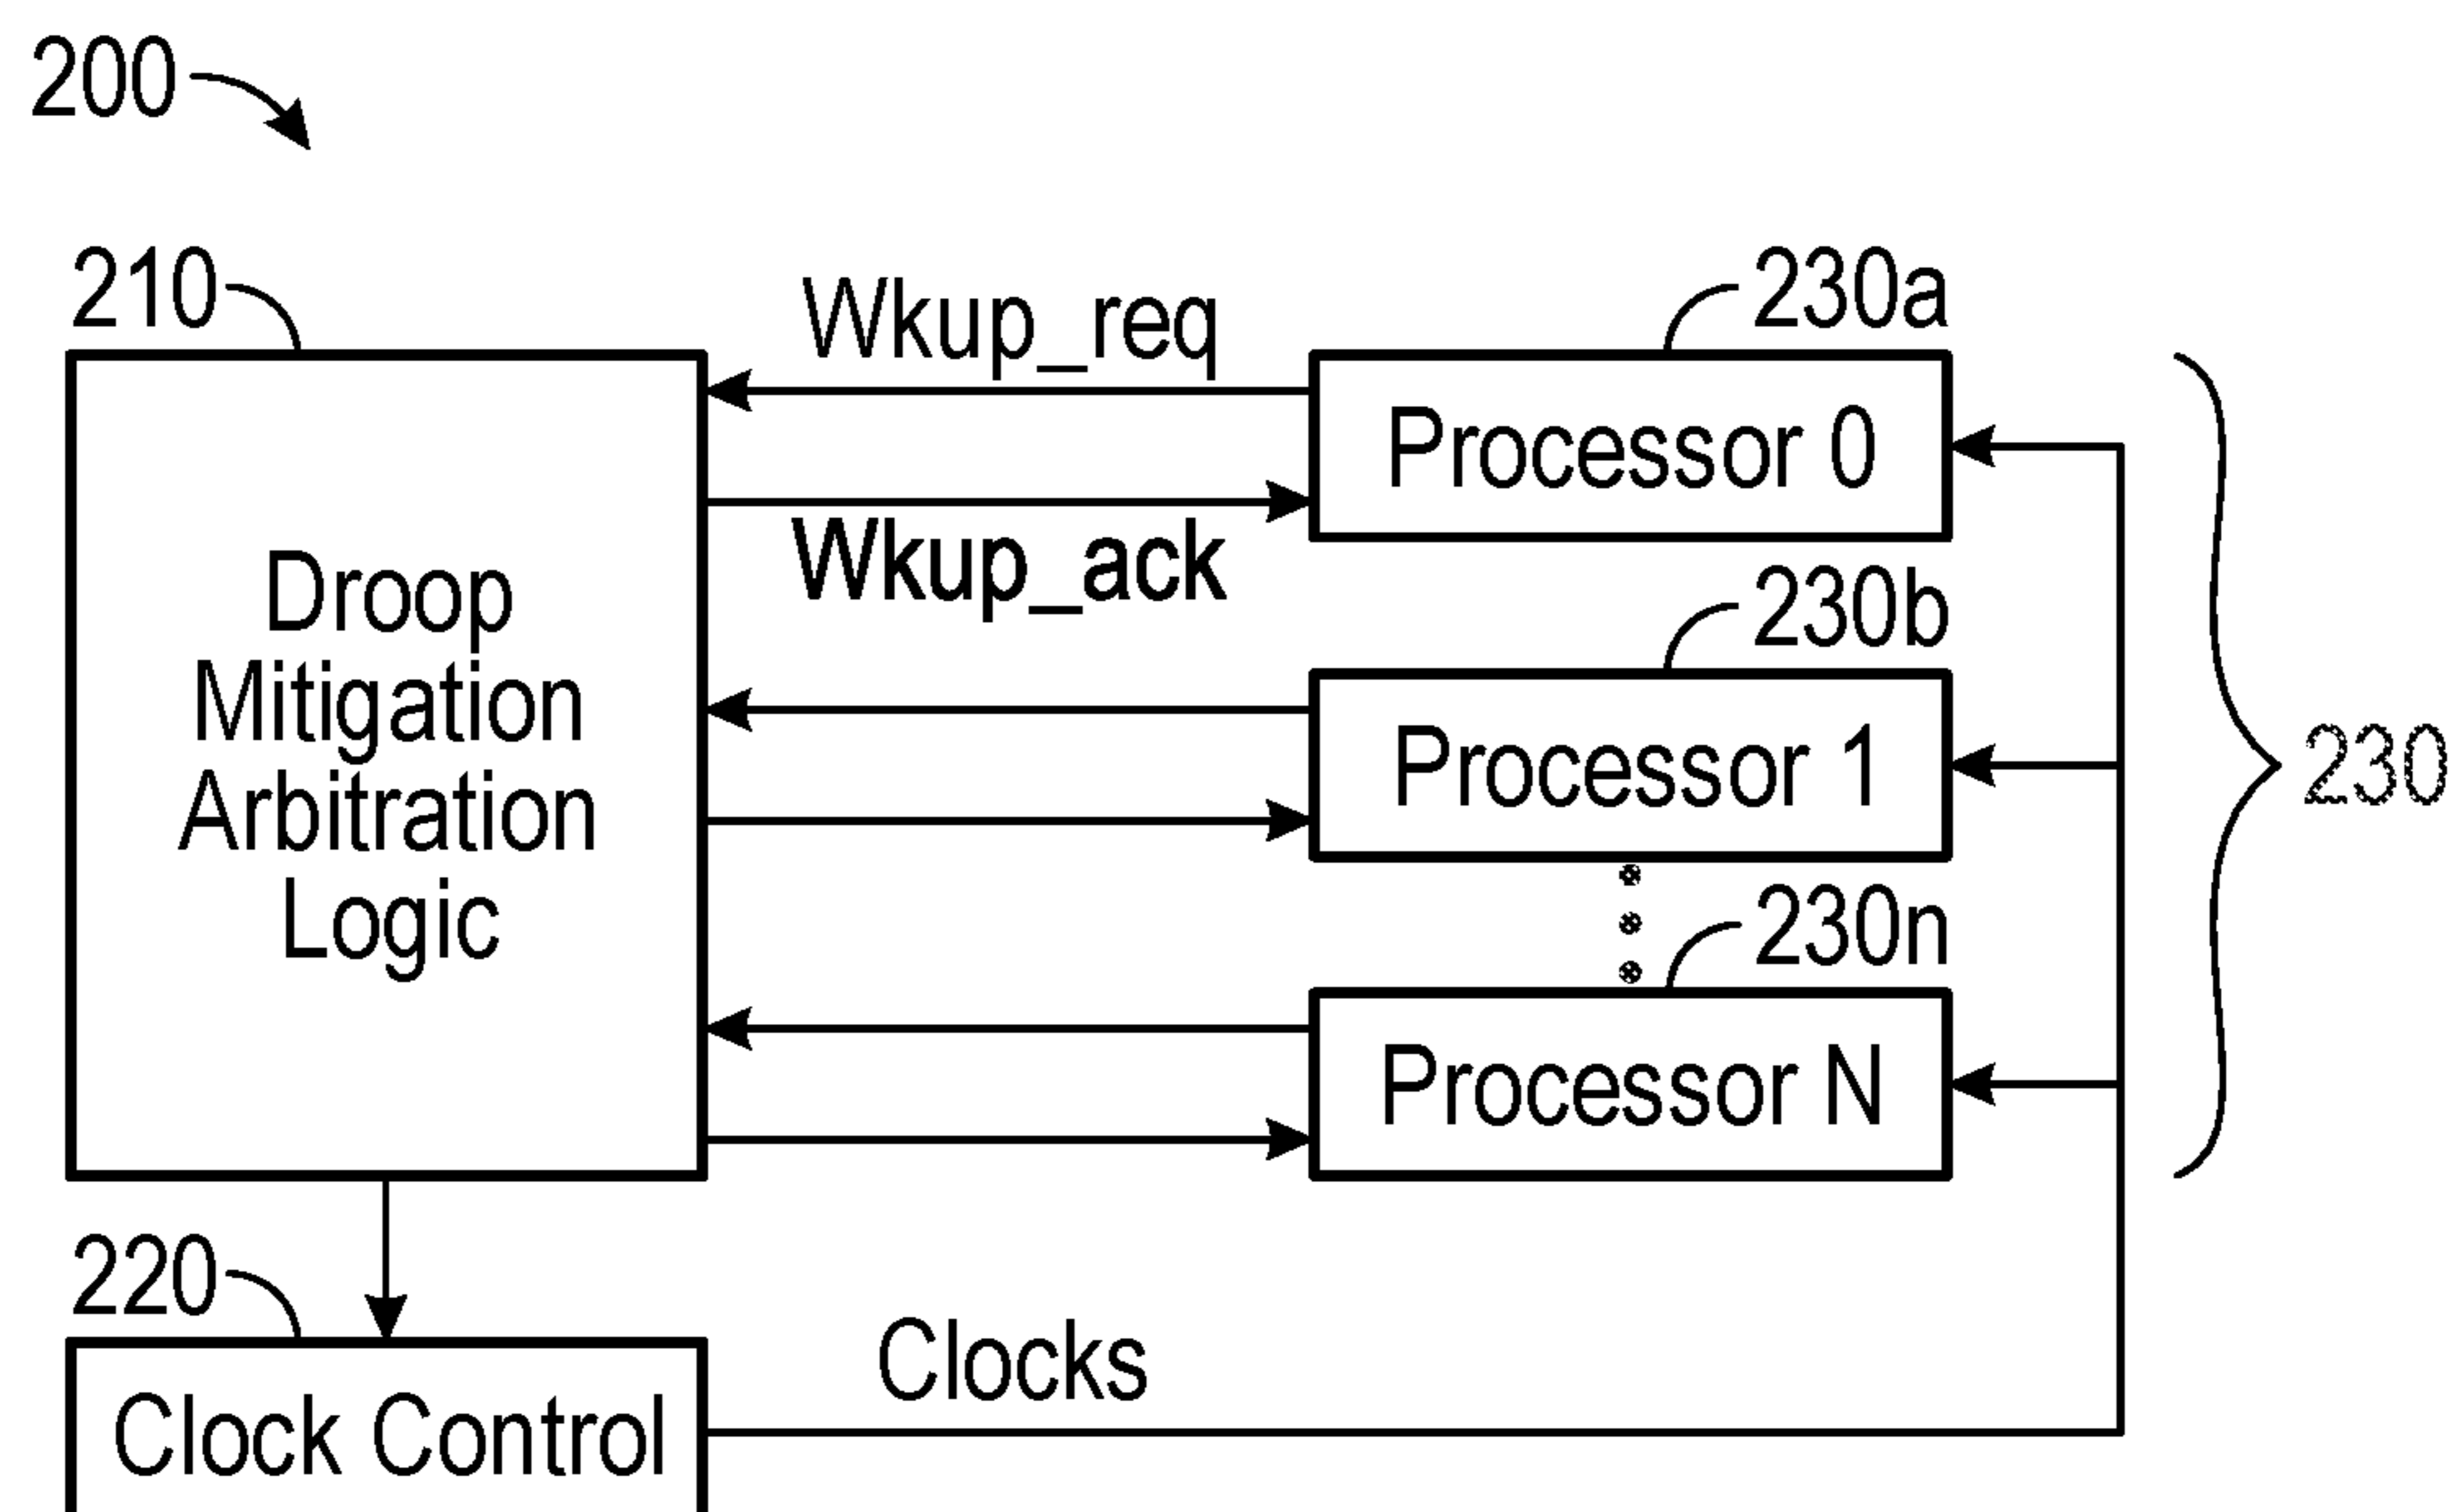 200
210
Wkup_req
230a
Processor 0
Wkup_ack
Droop
Mitigation
Arbitration
Logic
230b
Processor 1
230
230n
Processor N
220
Clocks
Clock Control